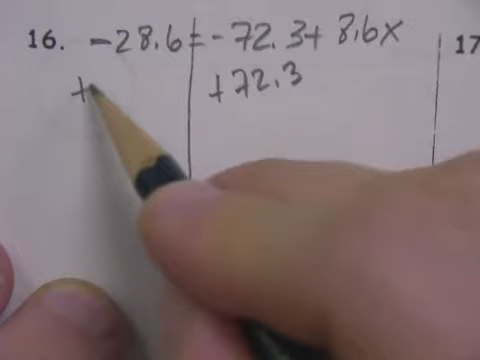 16. -28.6 = -72.3 + 8.6x 17
+ +72.3